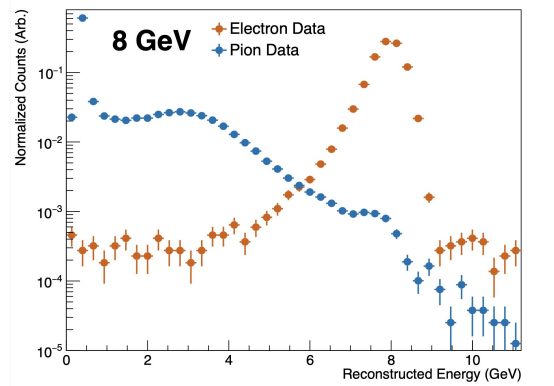 8 GeV
Electron Data
Pion Data
Normalized Counts (Arb.)
10⁻¹
10⁻²
10⁻³
10⁻⁴
10⁻⁵
0 2 4 6 8 10
Reconstructed Energy (GeV)